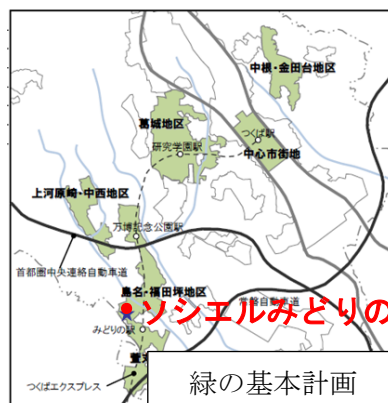 中根・金田台地区
葛城地区
つくば駅
研究学園駅
中心市街地
上河原崎・中西地区
万博記念公園駅
首都圏中央連絡自動車道
島名・福田坪地区
ソシエルみどりの
常磐自動車道
みどりの駅
つくばエクスプレス
緑の基本計画